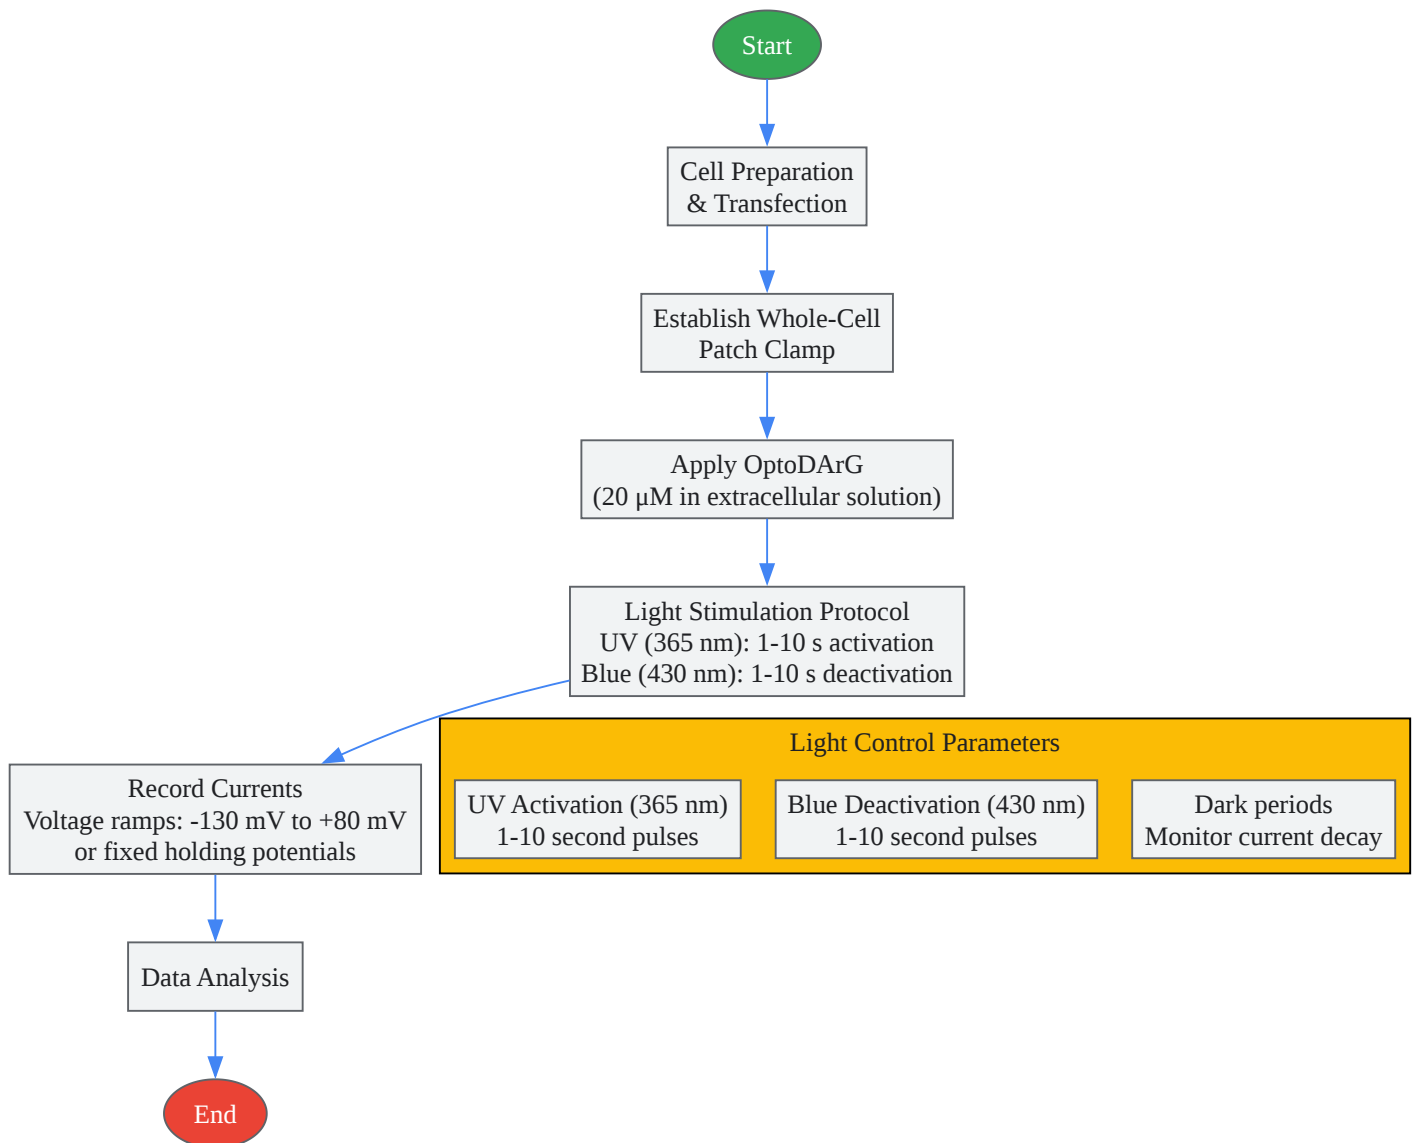 Start
Cell Preparation
& Transfection
Establish Whole-Cell
Patch Clamp
Apply OptoDArG
(20 μM in extracellular solution)
Light Stimulation Protocol
UV (365 nm): 1-10 s activation
Blue (430 nm): 1-10 s deactivation
Light Control Parameters
UV Activation (365 nm)
1-10 second pulses
Blue Deactivation (430 nm)
1-10 second pulses
Dark periods
Monitor current decay
Record Currents
Voltage ramps: -130 mV to +80 mV
or fixed holding potentials
Data Analysis
End